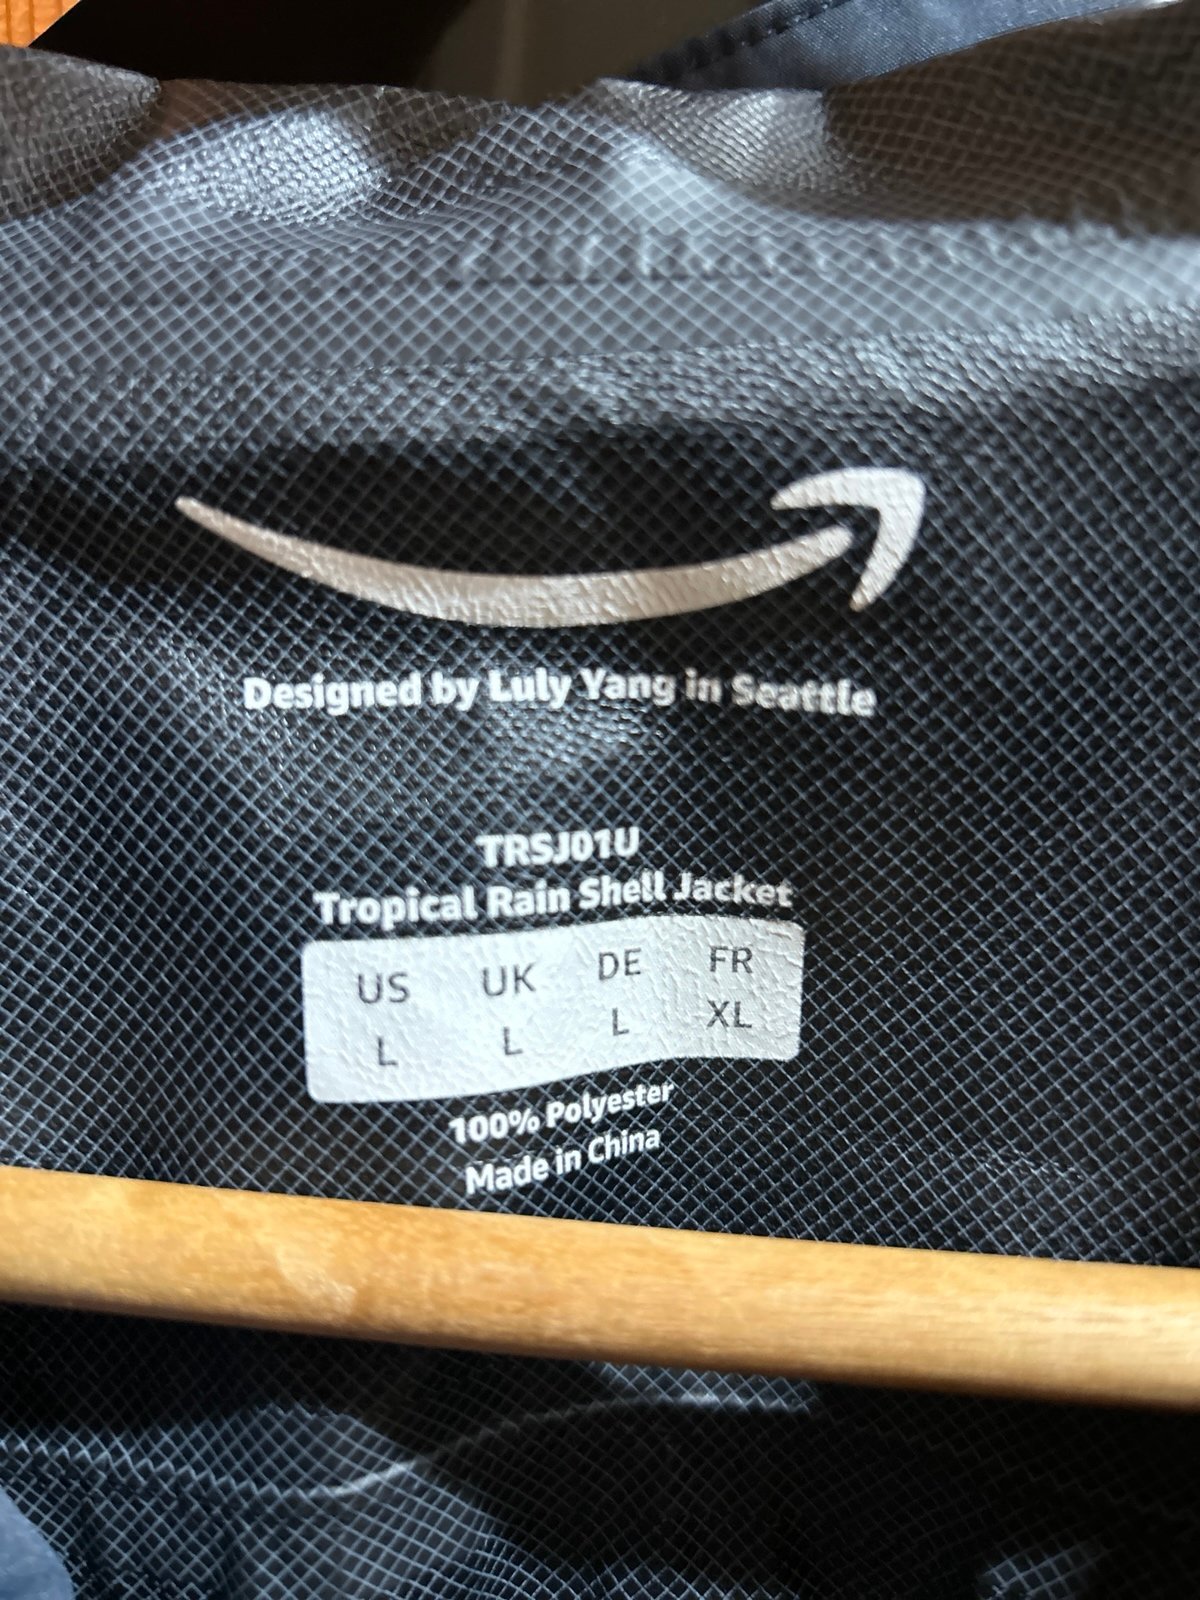 Designed by Luly Yang in Seattle
TRSJ01U
Tropical Rain Shell Jacket
US UK DE FR
L L L XL
100% Polyester
Made in China